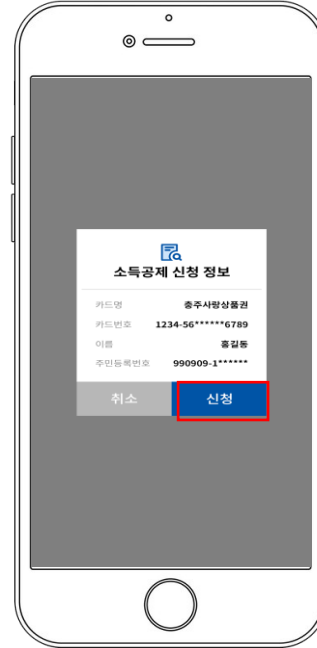 소득공제 신청 정보
카드명 충주사랑상품권
카드번호 1234-56******6789
이름 홍길동
주민등록번호 990909-1******
취소 신청